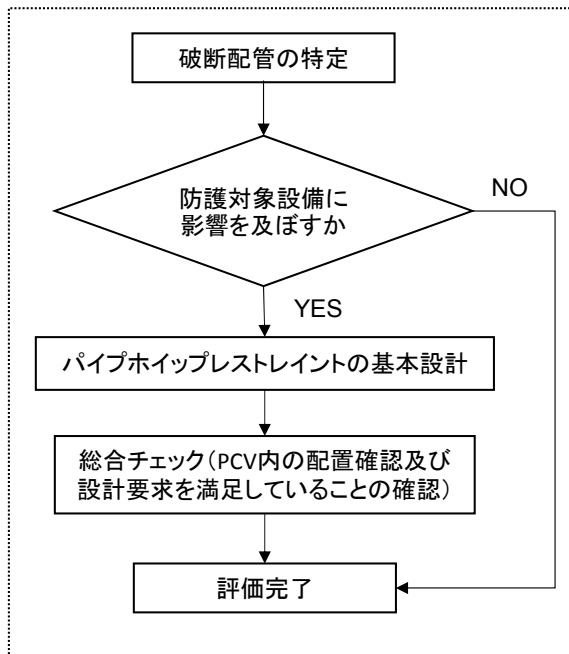 破断配管の特定
防護対象設備に
影響を及ぼすか
NO
YES
パイプホイップレストレイントの基本設計
総合チェック（PCV内の配置確認及び
設計要求を満足していることの確認）
評価完了